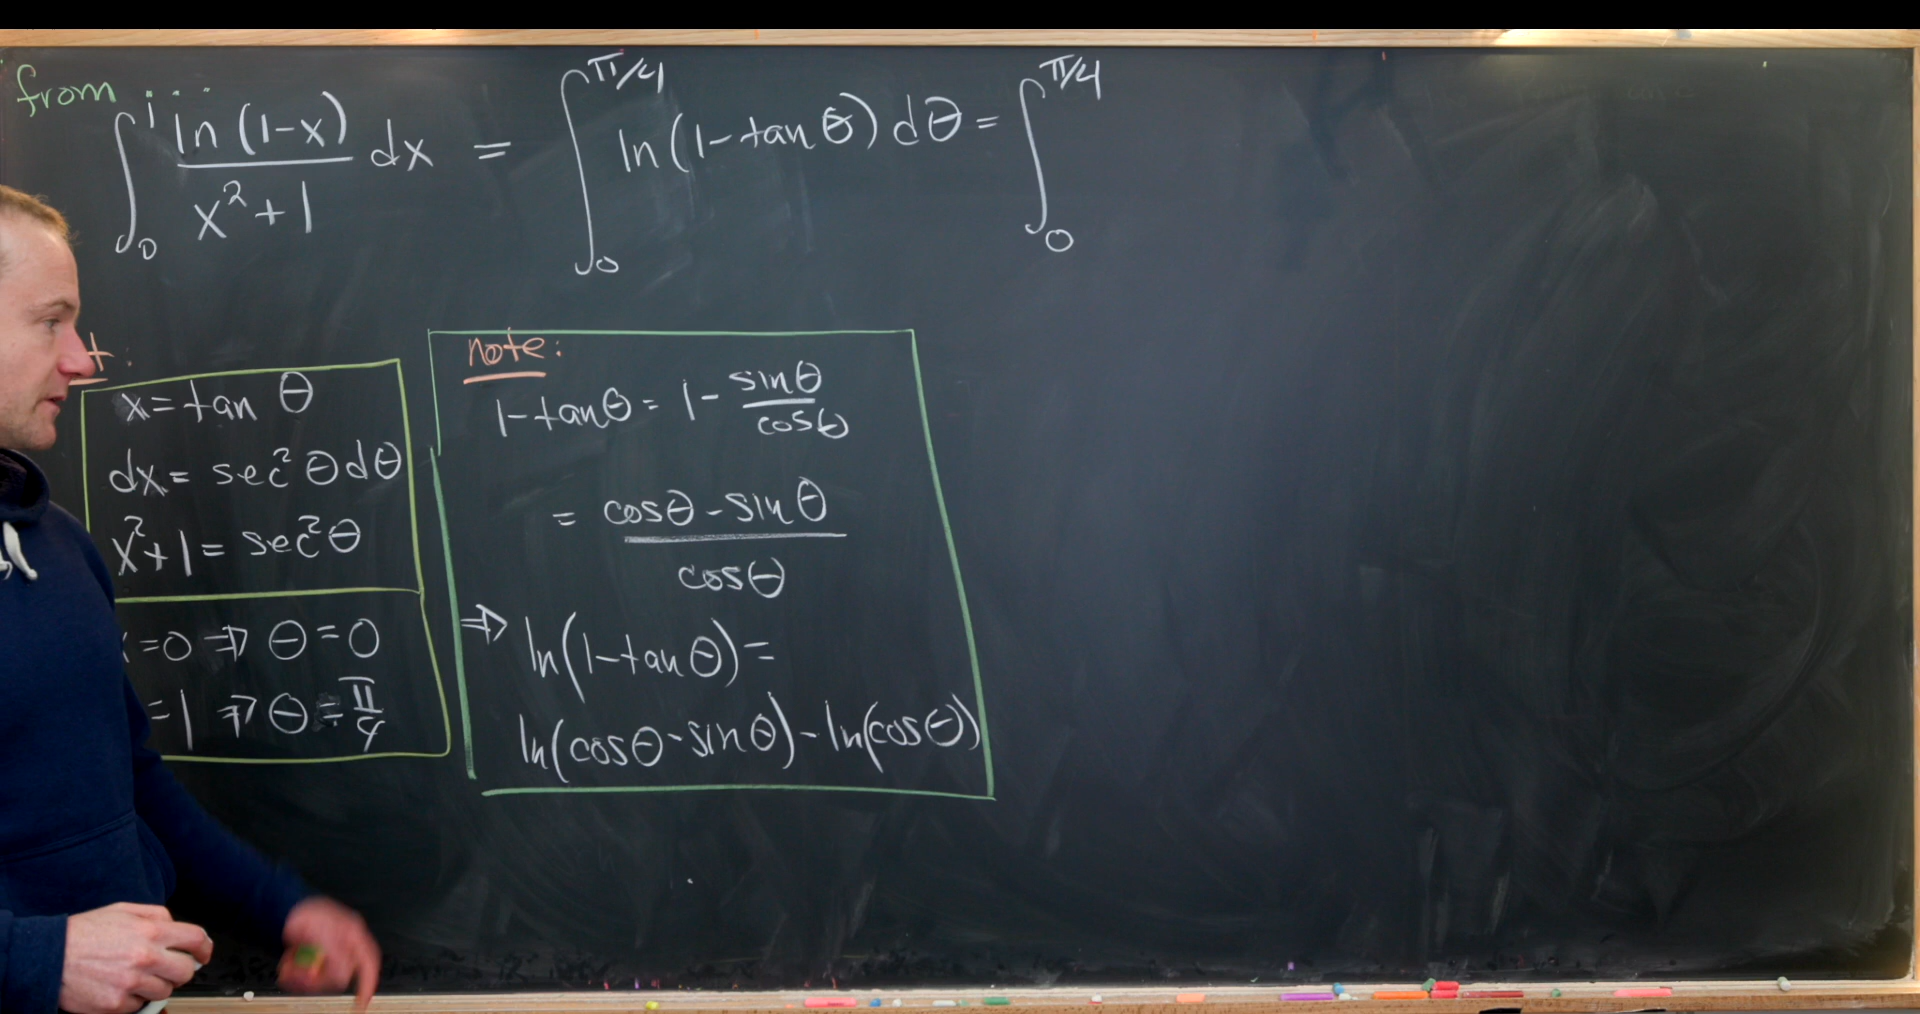 from ...
∫₀¹ ln(1-x)/(x²+1) dx = ∫₀^{π/4} ln(1-tanθ)dθ = ∫₀^{π/4}
x = tan θ
dx = sec²θdθ
x²+1 = sec²θ
=0 ⇒ θ=0
=1 ⇒ θ=π/4
note:
1-tanθ = 1- sinθ/cosθ
= (cosθ-sinθ)/cosθ
⇒ ln(1-tanθ)=
ln(cosθ-sinθ)-ln(cosθ)